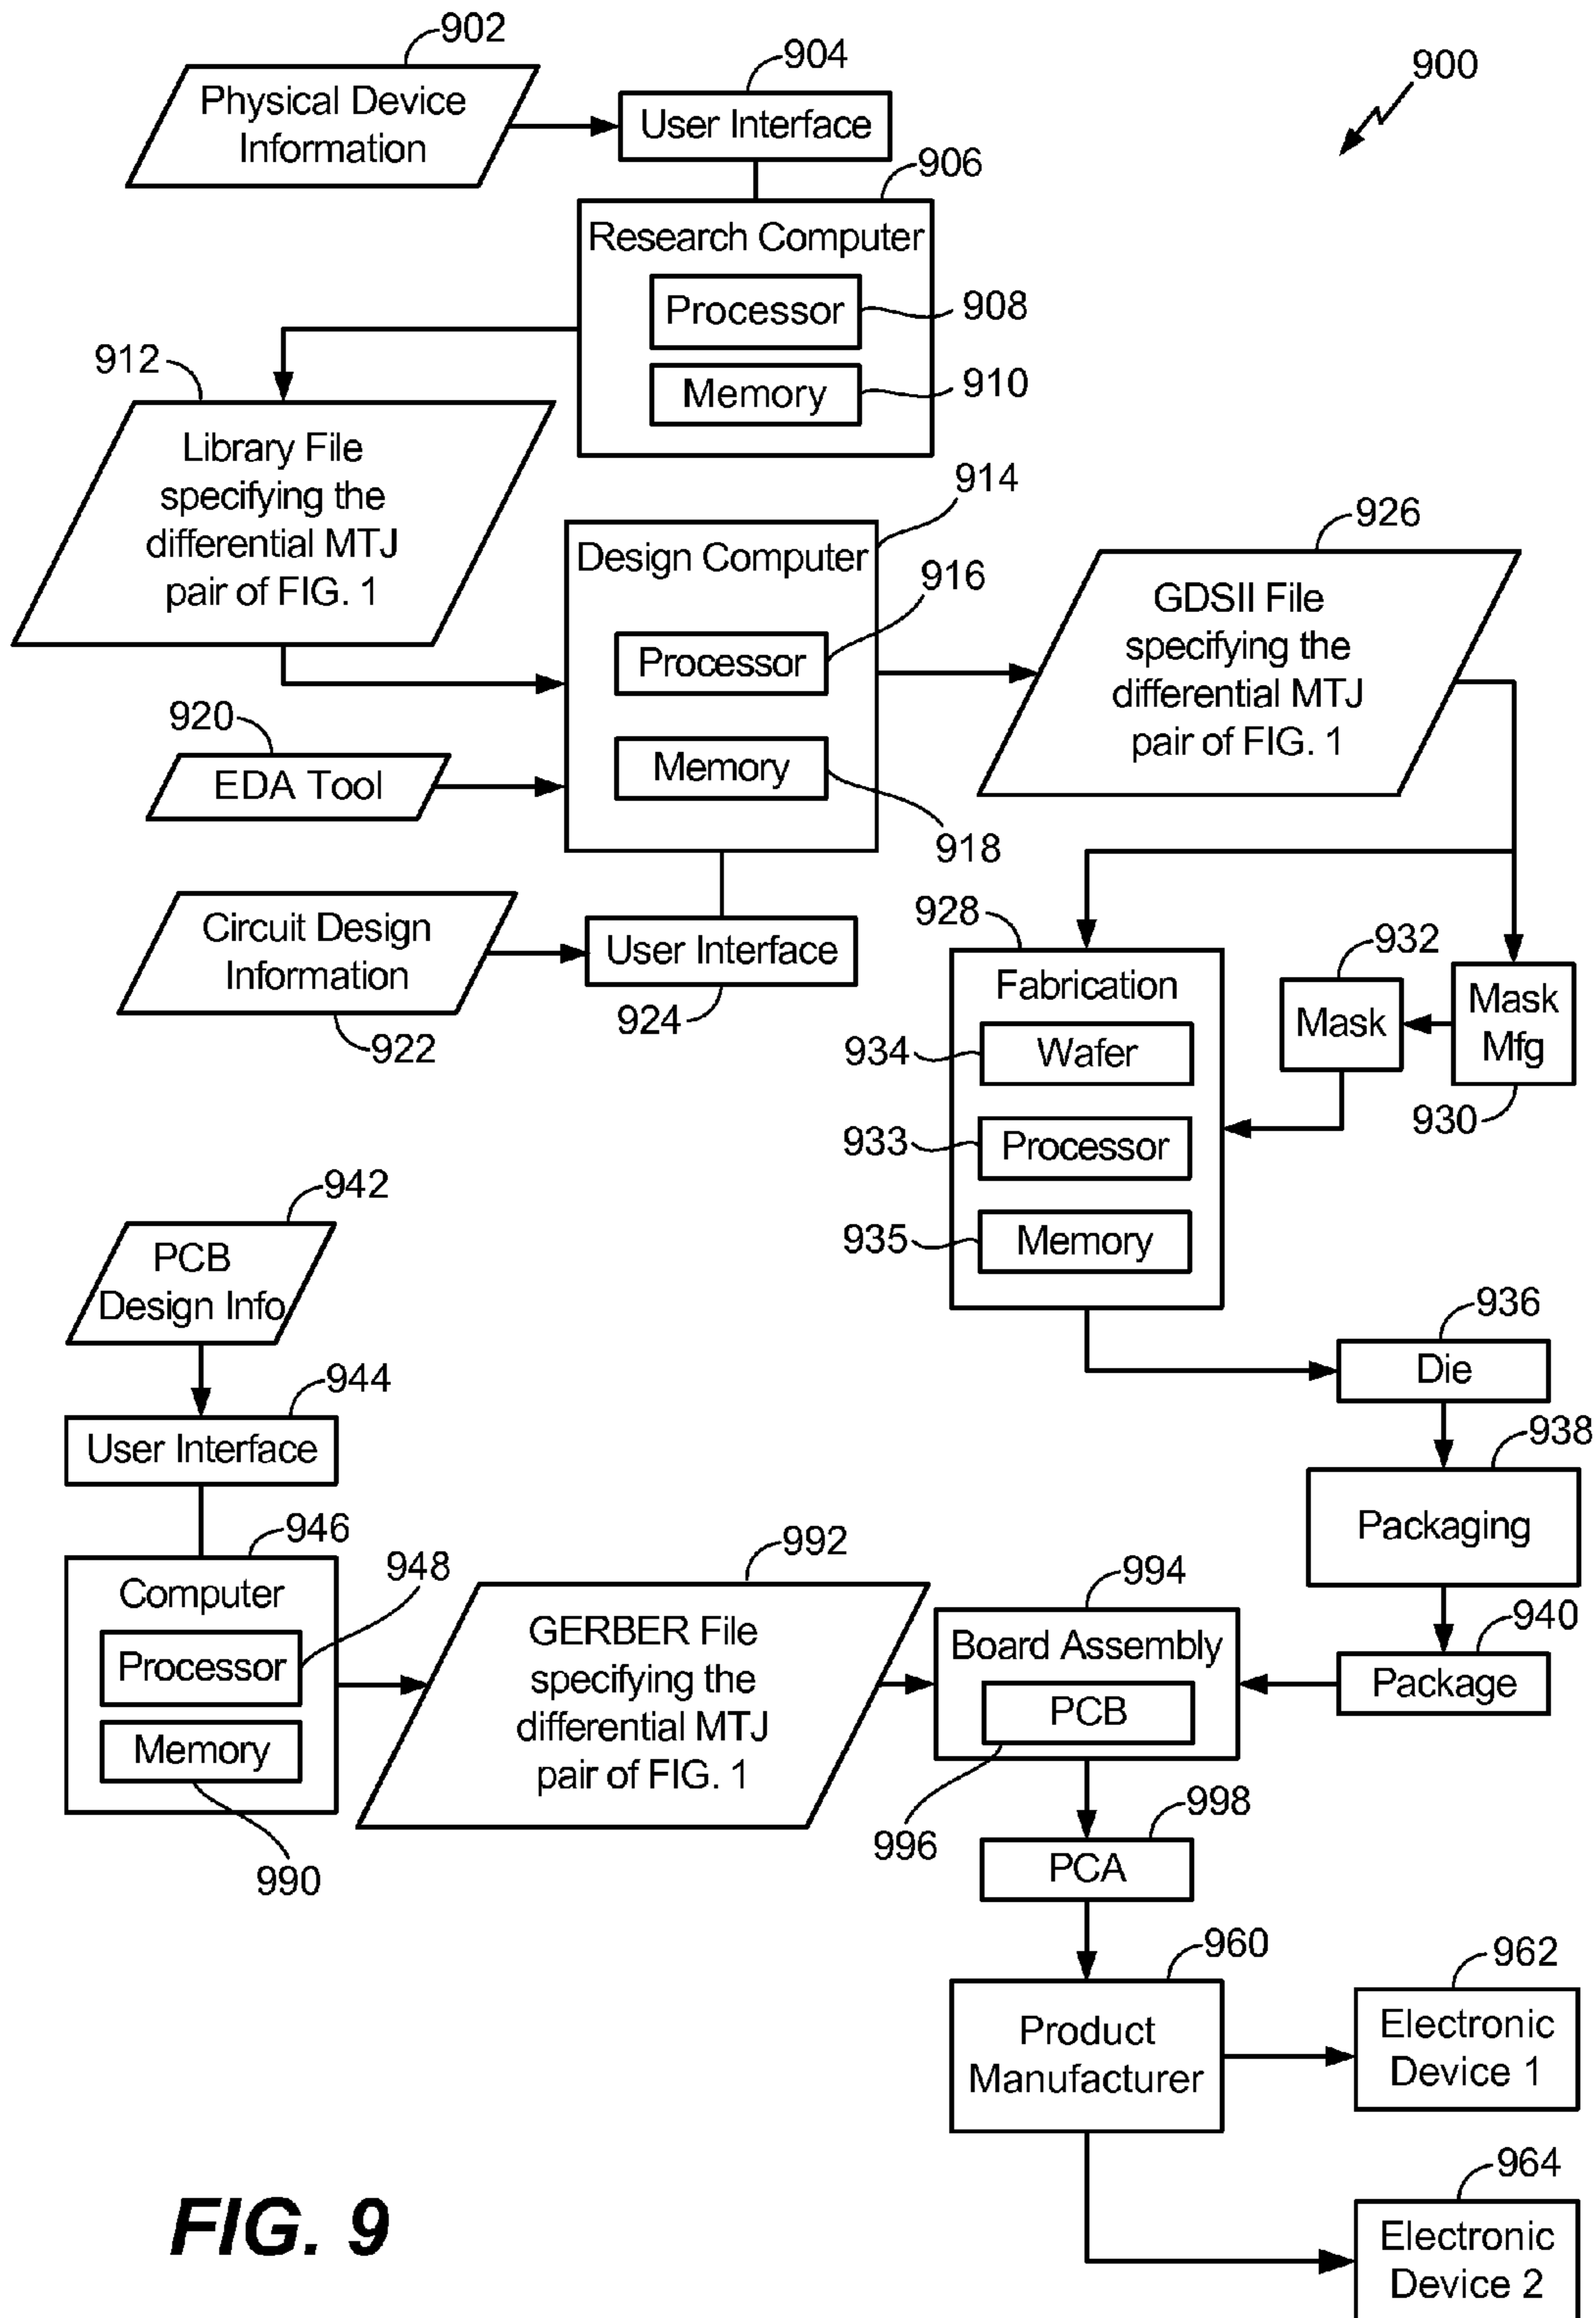 902
904
900
Physical Device
Information
User Interface
906
Research Computer
Processor
908
Memory
910
912
Library File
specifying the
differential MTJ
pair of FIG. 1
914
Design Computer
916
Processor
Memory
918
926
GDSII File
specifying the
differential MTJ
pair of FIG. 1
920
EDA Tool
Circuit Design
Information
922
User Interface
924
928
Fabrication
934
Wafer
933
Processor
935
Memory
932
Mask
Mask
Mfg
930
942
PCB
Design Info
944
User Interface
946
Computer
948
Processor
Memory
990
936
Die
938
Packaging
940
Package
992
GERBER File
specifying the
differential MTJ
pair of FIG. 1
994
Board Assembly
PCB
996
998
PCA
960
Product
Manufacturer
962
Electronic
Device 1
964
Electronic
Device 2
FIG. 9